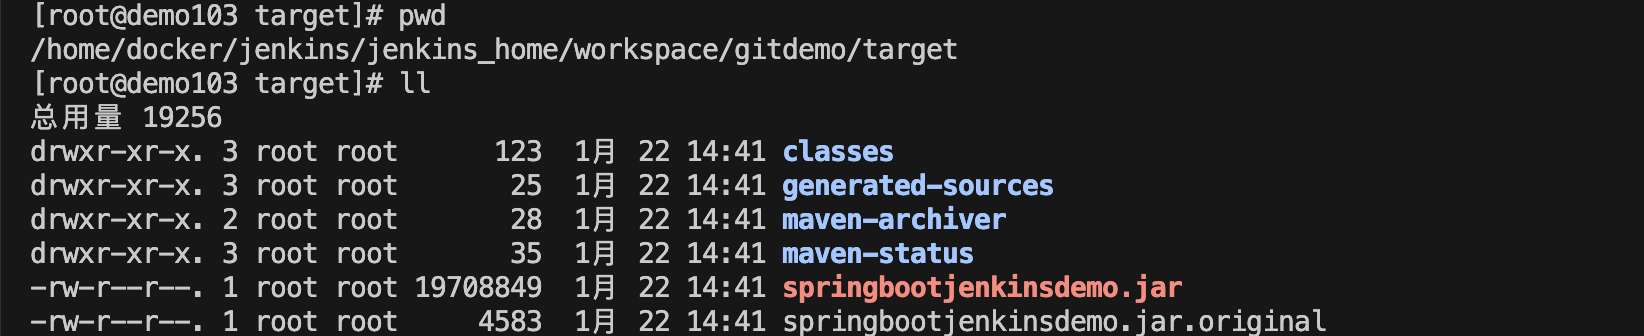 [root@demo103 target]# pwd
/home/docker/jenkins/jenkins_home/workspace/gitdemo/target
[root@demo103 target]# ll
总用量 19256
drwxr-xr-x. 3 root root      123  1月 22 14:41 classes
drwxr-xr-x. 3 root root       25  1月 22 14:41 generated-sources
drwxr-xr-x. 2 root root       28  1月 22 14:41 maven-archiver
drwxr-xr-x. 3 root root       35  1月 22 14:41 maven-status
-rw-r--r--. 1 root root 19708849  1月 22 14:41 springbootjenkinsdemo.jar
-rw-r--r--. 1 root root     4583  1月 22 14:41 springbootjenkinsdemo.jar.original